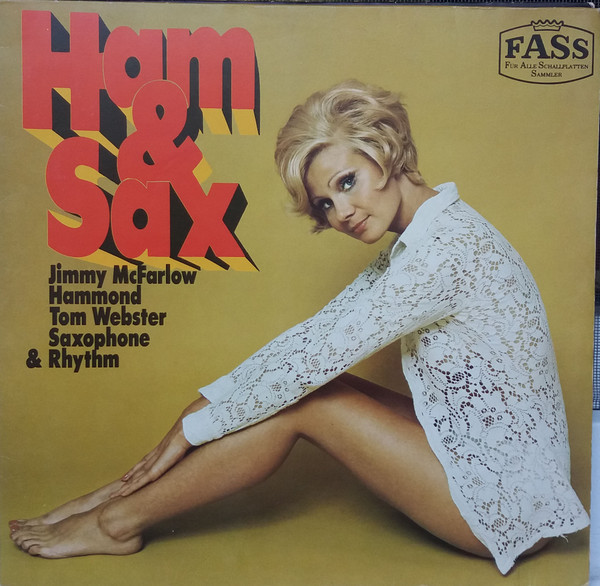 Ham
&
Sax
Jimmy McFarlow
Hammond
Tom Webster
Saxophone
& Rhythm
FASS
FÜR ALLE SCHALLPLATTEN
SAMMLER